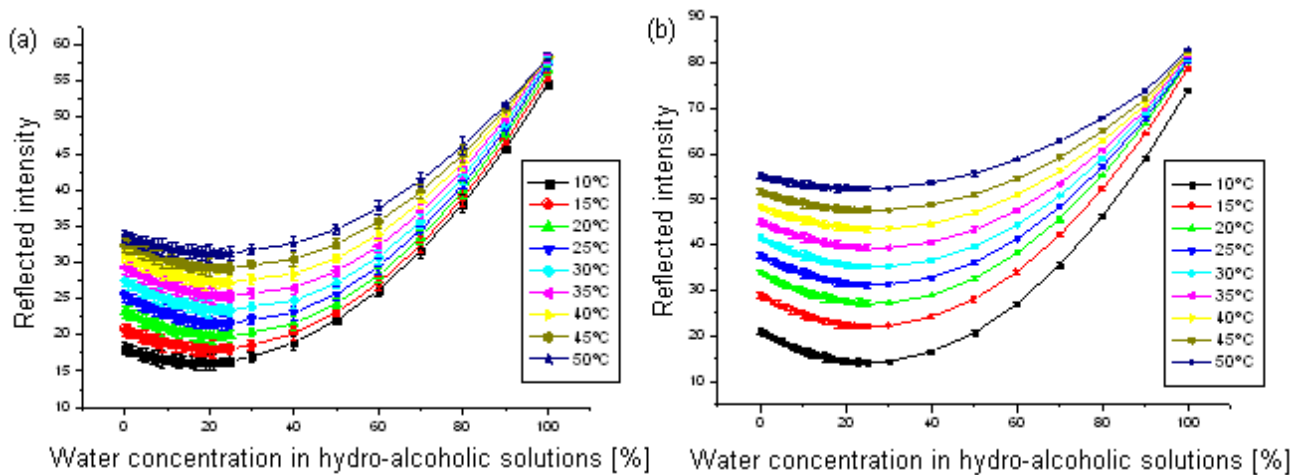 (a)
Reflected intensity
60
55
50
45
40
35
30
25
20
15
10
0
20
40
60
80
100
Water concentration in hydro-alcoholic solutions [%]
10°C
15°C
20°C
25°C
30°C
35°C
40°C
45°C
50°C
(b)
Reflected intensity
90
80
70
60
50
40
30
20
10
0
20
40
60
80
100
Water concentration in hydro-alcoholic solutions [%]
10°C
15°C
20°C
25°C
30°C
35°C
40°C
45°C
50°C